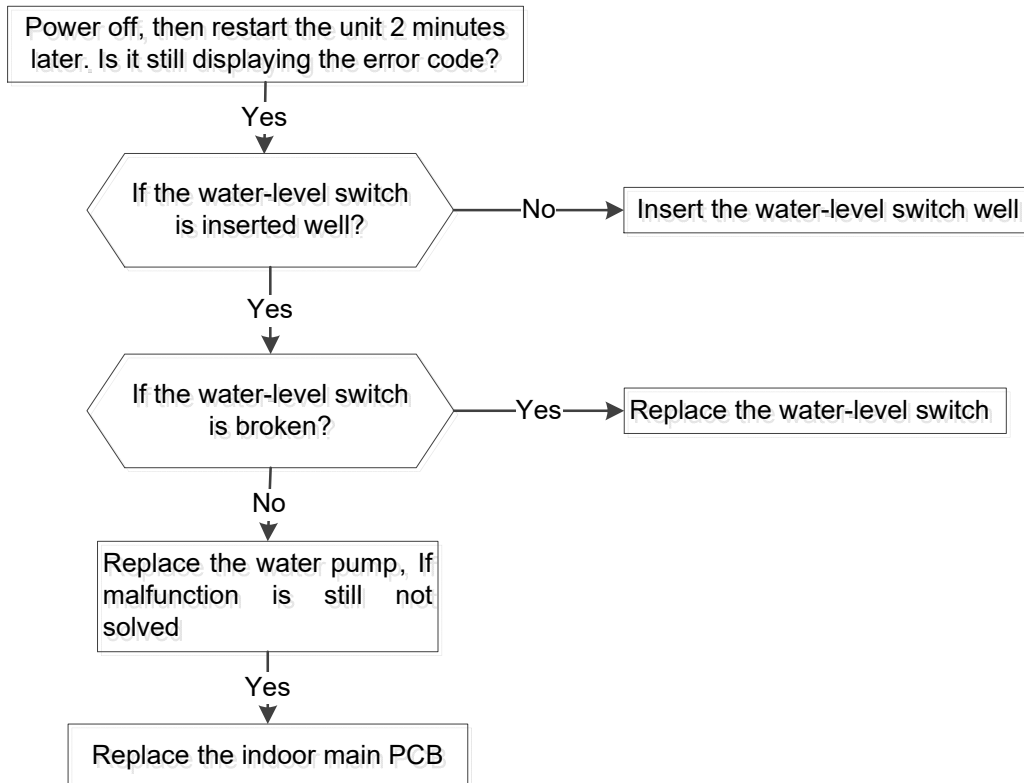 Power off, then restart the unit 2 minutes
later. Is it still displaying the error code?
Yes
If the water-level switch
is inserted well?
No
Insert the water-level switch well
Yes
If the water-level switch
is broken?
Yes
Replace the water-level switch
No
Replace the water pump, If
malfunction is still not
solved
Yes
Replace the indoor main PCB